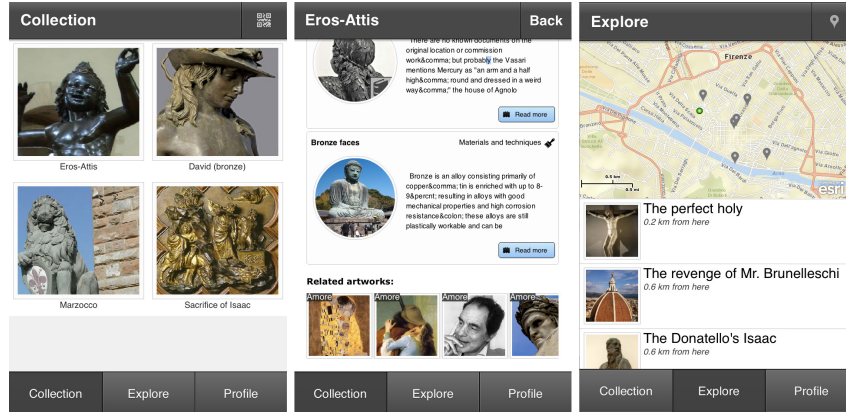 Collection
Eros-Attis
David (bronze)
Marzocco
Sacrifice of Isaac
Collection
Explore
Profile
Eros-Attis
Back
There are no known documents on the
original location or commission
work&comma; but probably the Vasari
mentions Mercury as "an arm and a half
high&comma; round and dressed in a weird
way&comma;" the house of Agnolo
Read more
Bronze faces
Materials and techniques
Bronze is an alloy consisting primarily of
copper&comma; tin is enriched with up to 8-
9&percnt; resulting in alloys with good
mechanical properties and high corrosion
resistance&colon; these alloys are still
plastically workable and can be
Read more
Related artworks:
Amore
Amore
Amore
Amore
Collection
Explore
Profile
Explore
Firenze
0.5 km
0.5 mi
esri
The perfect holy
0.2 km from here
The revenge of Mr. Brunelleschi
0.6 km from here
The Donatello's Isaac
0.6 km from here
Collection
Explore
Profile